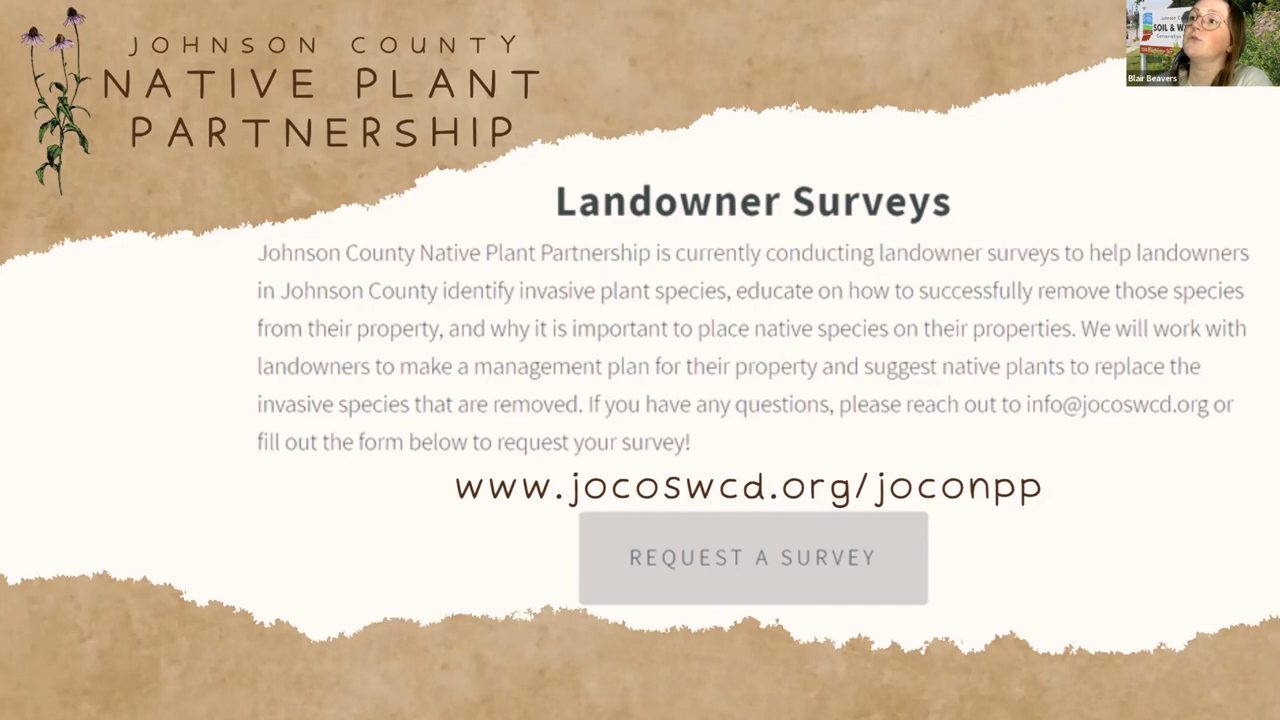 JOHNSON COUNTY
NATIVE PLANT
PARTNERSHIP
SOIL & W
Blair Beavers
Landowner Surveys
Johnson County Native Plant Partnership is currently conducting landowner surveys to help landowners
in Johnson County identify invasive plant species, educate on how to successfully remove those species
from their property, and why it is important to place native species on their properties. We will work with
landowners to make a management plan for their property and suggest native plants to replace the
invasive species that are removed. If you have any questions, please reach out to info@jocoswcd.org or
fill out the form below to request your survey!
www.jocoswcd.org/joconpp
REQUEST A SURVEY